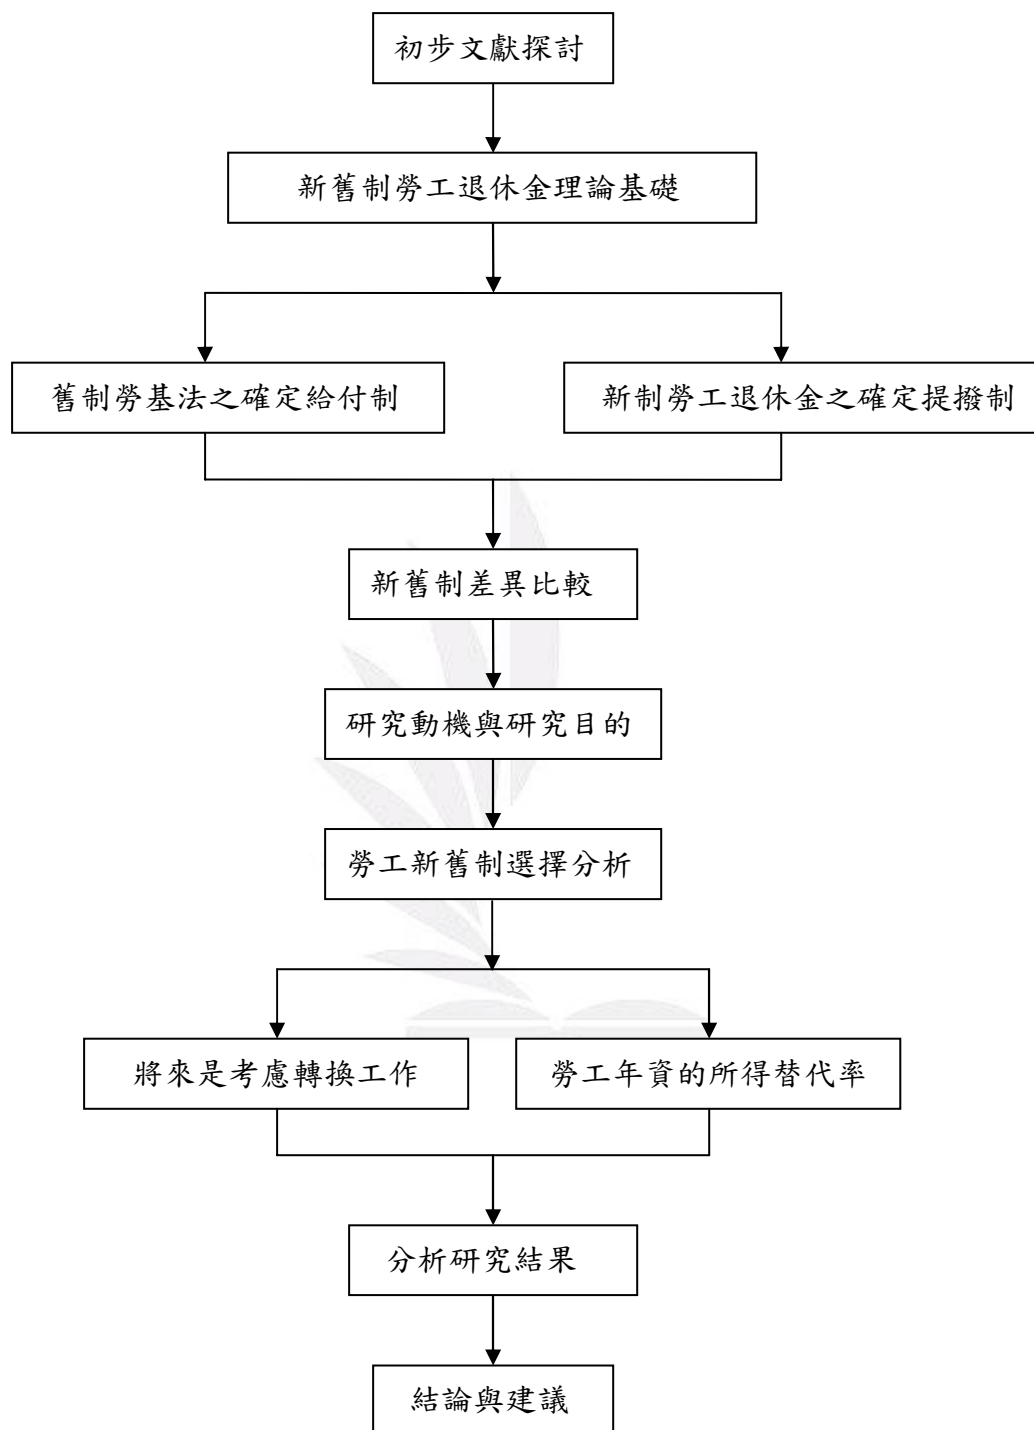 初步文獻探討
新舊制勞工退休金理論基礎
舊制勞基法之確定給付制
新制勞工退休金之確定提撥制
新舊制差異比較
研究動機與研究目的
勞工新舊制選擇分析
將來是考慮轉換工作
勞工年資的所得替代率
分析研究結果
結論與建議